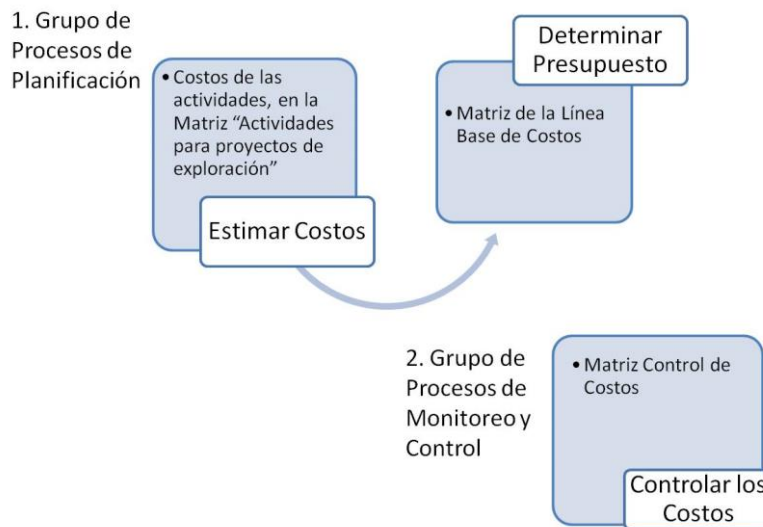 1. Grupo de
Procesos de
Planificación
• Costos de las
actividades, en la
Matriz “Actividades
para proyectos de
exploración”
Estimar Costos
Determinar
Presupuesto
• Matriz de la Línea
Base de Costos
2. Grupo de
Procesos de
Monitoreo y
Control
• Matriz Control de
Costos
Controlar los
Costos